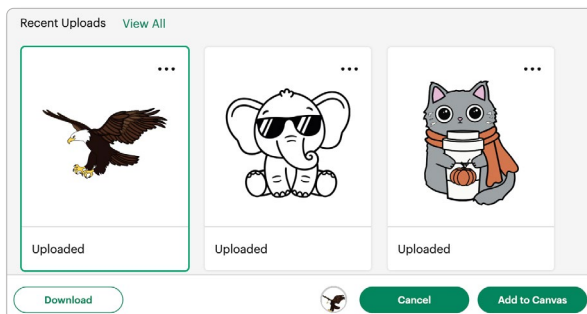 Recent Uploads View All
Uploaded
Uploaded
Uploaded
Download
Cancel
Add to Canvas